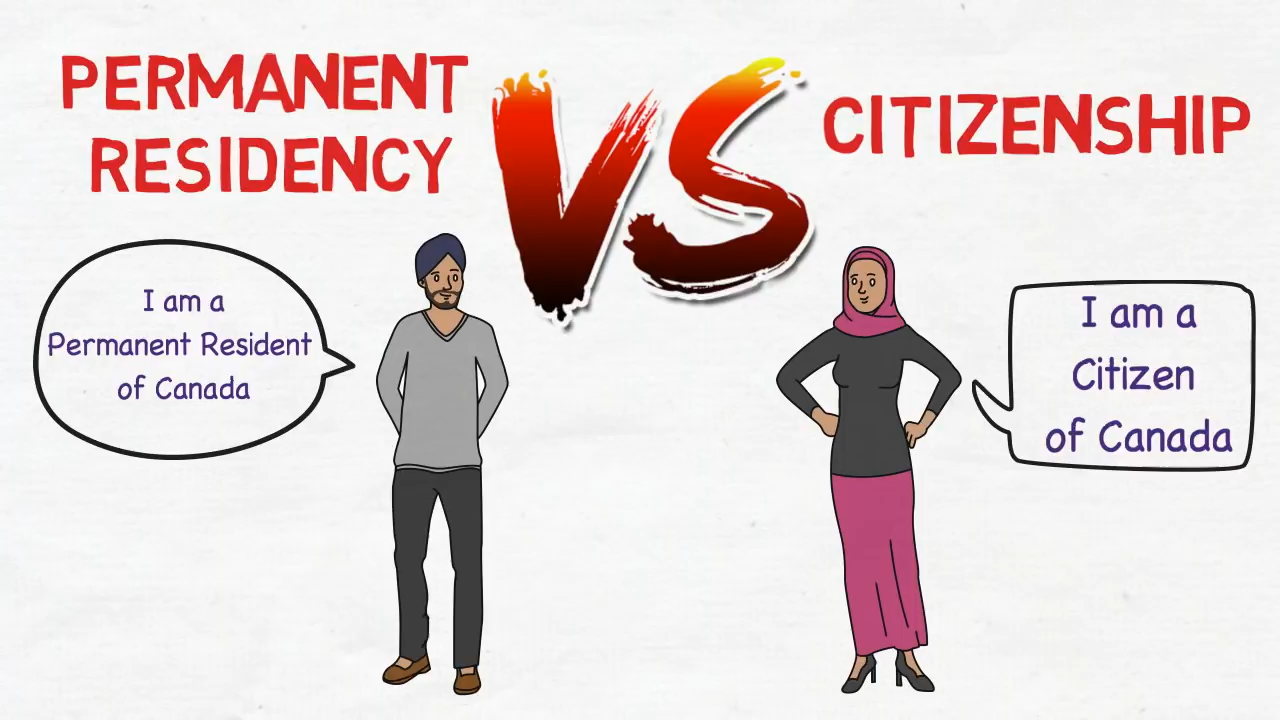 PERMANENT
RESIDENCY
VS
CITIZENSHIP
I am a
Permanent Resident
of Canada
I am a
Citizen
of Canada